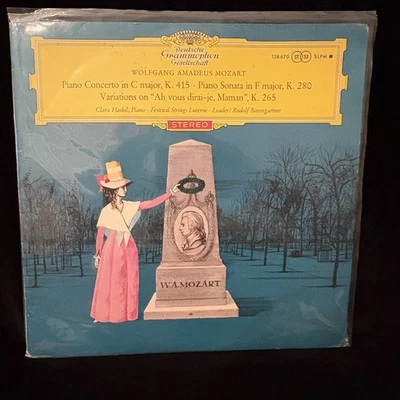 Deutsche
Grammophon
Gesellschaft
138 670 ST 33 SLPM
WOLFGANG AMADEUS MOZART
Piano Concerto in C major, K. 415 · Piano Sonata in F major, K. 280
Variations on "Ah vous dirai-je, Maman", K. 265
Clara Haskil, Piano · Festival Strings Lucerne · Leader: Rudolf Baumgartner
STEREO
W.A.MOZART